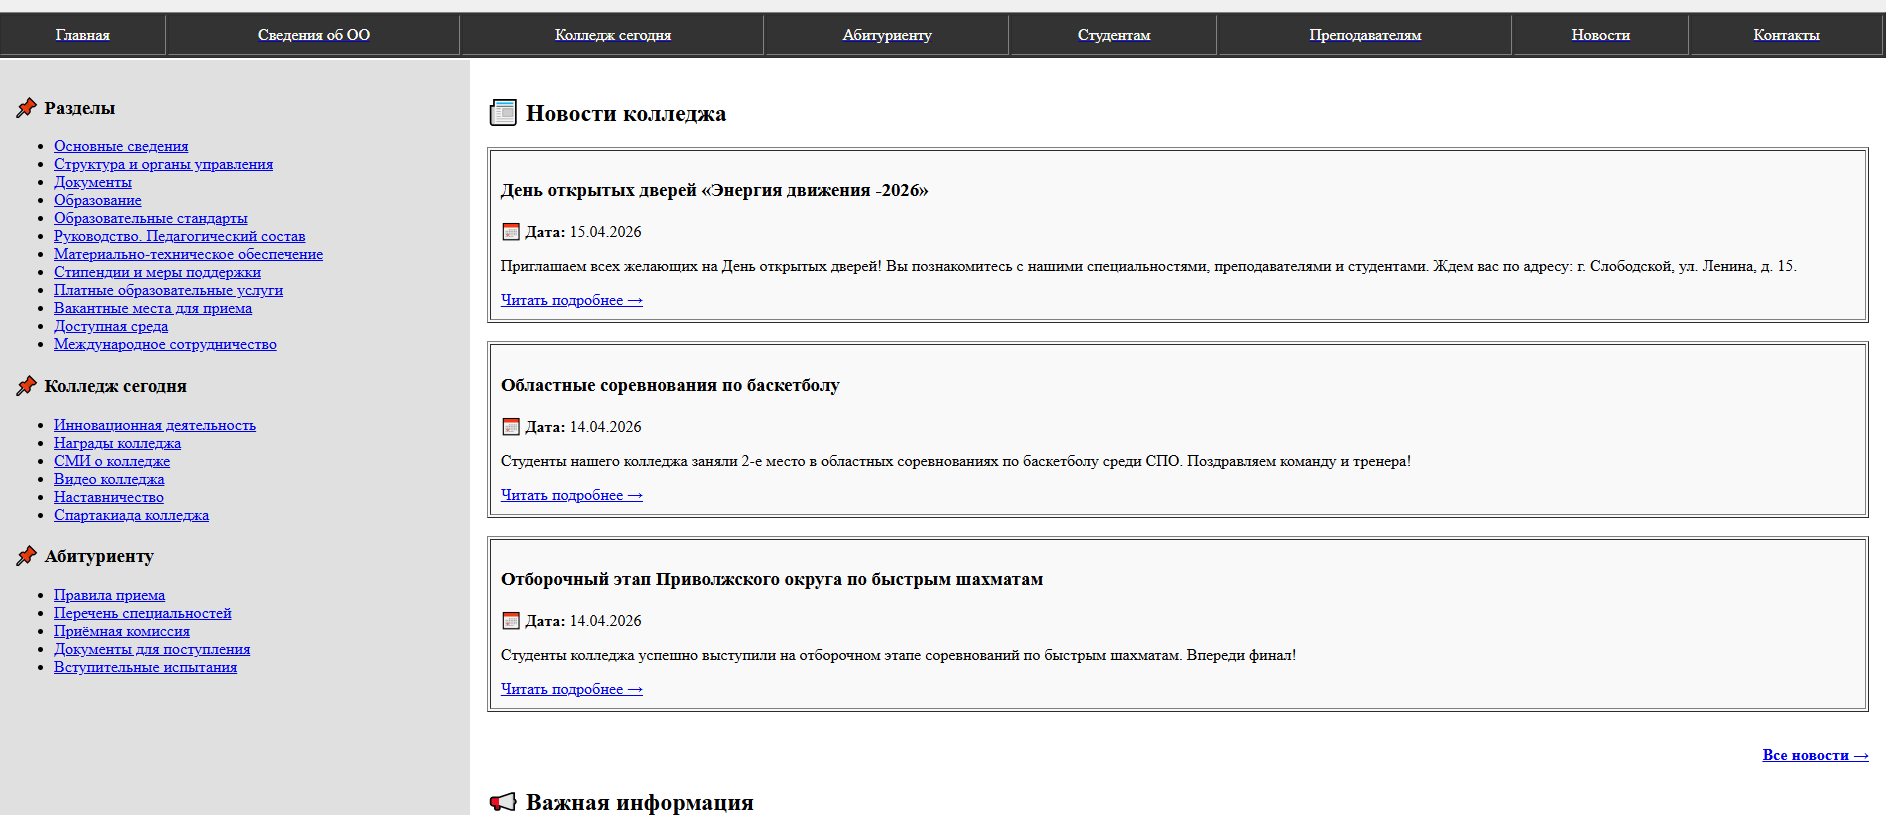 Главная Сведения об ОО Колледж сегодня Абитуриенту Студентам Преподавателям Новости Контакты
Разделы
Основные сведения
Структура и органы управления
Документы
Образование
Образовательные стандарты
Руководство. Педагогический состав
Материально-техническое обеспечение
Стипендии и меры поддержки
Платные образовательные услуги
Вакантные места для приема
Доступная среда
Международное сотрудничество
Колледж сегодня
Инновационная деятельность
Награды колледжа
СМИ о колледже
Видео колледжа
Наставничество
Спартакиада колледжа
Абитуриенту
Правила приема
Перечень специальностей
Приёмная комиссия
Документы для поступления
Вступительные испытания
Новости колледжа
День открытых дверей «Энергия движения -2026»
Дата: 15.04.2026
Приглашаем всех желающих на День открытых дверей! Вы познакомитесь с нашими специальностями, преподавателями и студентами. Ждем вас по адресу: г. Слободской, ул. Ленина, д. 15.
Читать подробнее →
Областные соревнования по баскетболу
Дата: 14.04.2026
Студенты нашего колледжа заняли 2-е место в областных соревнованиях по баскетболу среди СПО. Поздравляем команду и тренера!
Читать подробнее →
Отборочный этап Приволжского округа по быстрым шахматам
Дата: 14.04.2026
Студенты колледжа успешно выступили на отборочном этапе соревнований по быстрым шахматам. Впереди финал!
Читать подробнее →
Все новости →
Важная информация